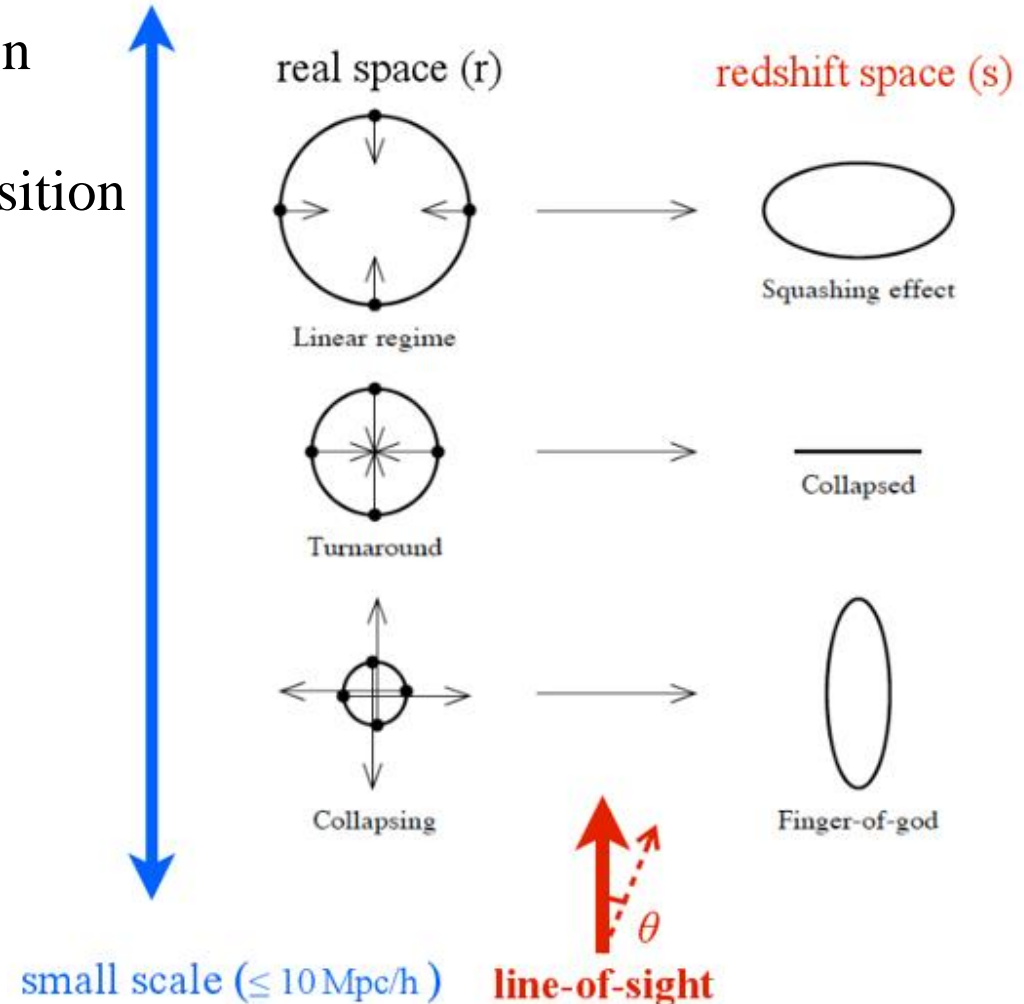 n
real space (r)
redshift space (s)
sition
Squashing effect
Linear regime
Collapsed
Turnaround
Collapsing
Finger-of-god
θ
small scale (≤ 10 Mpc/h)
line-of-sight